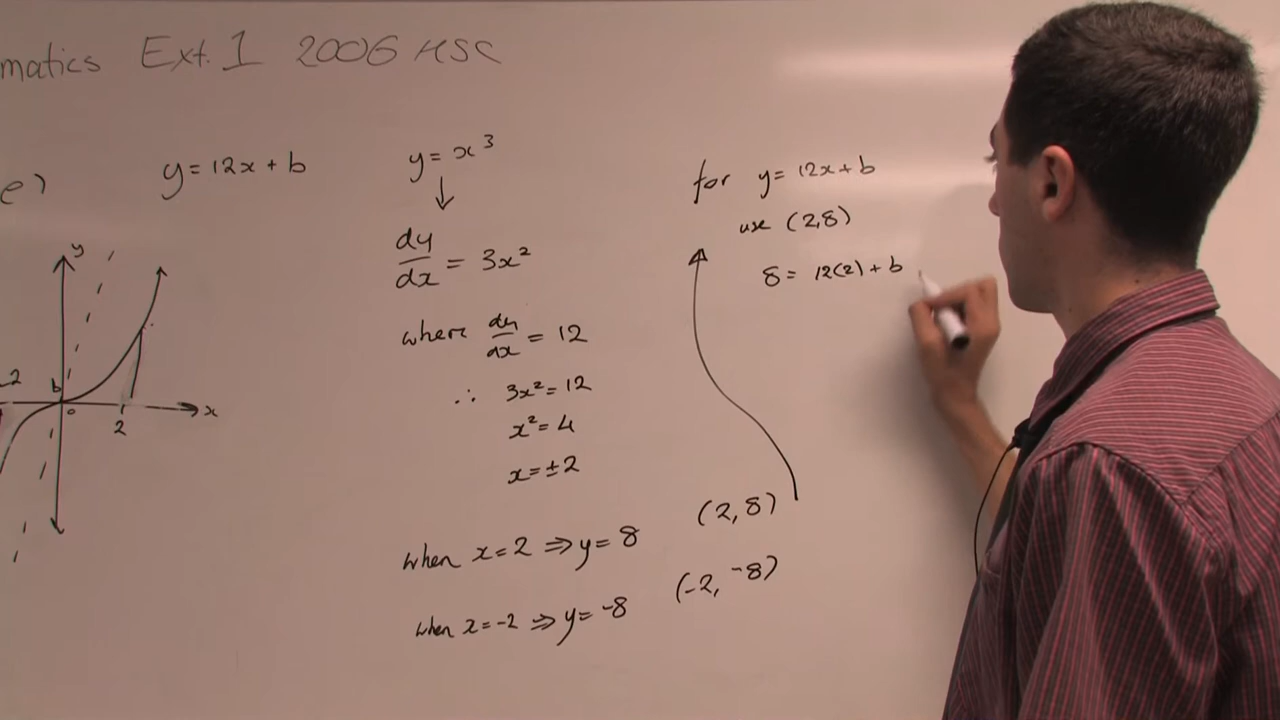 matics Ext. 1 2006 HSC
e)
y = 12x + b
y
b
-2
0
2
x
y = x³
dy/dx = 3x²
where dy/dx = 12
∴ 3x² = 12
x² = 4
x = ±2
when x = 2 ⇒ y = 8 (2, 8)
when x = -2 ⇒ y = -8 (-2, -8)
for y = 12x + b
use (2,8)
8 = 12(2) + b